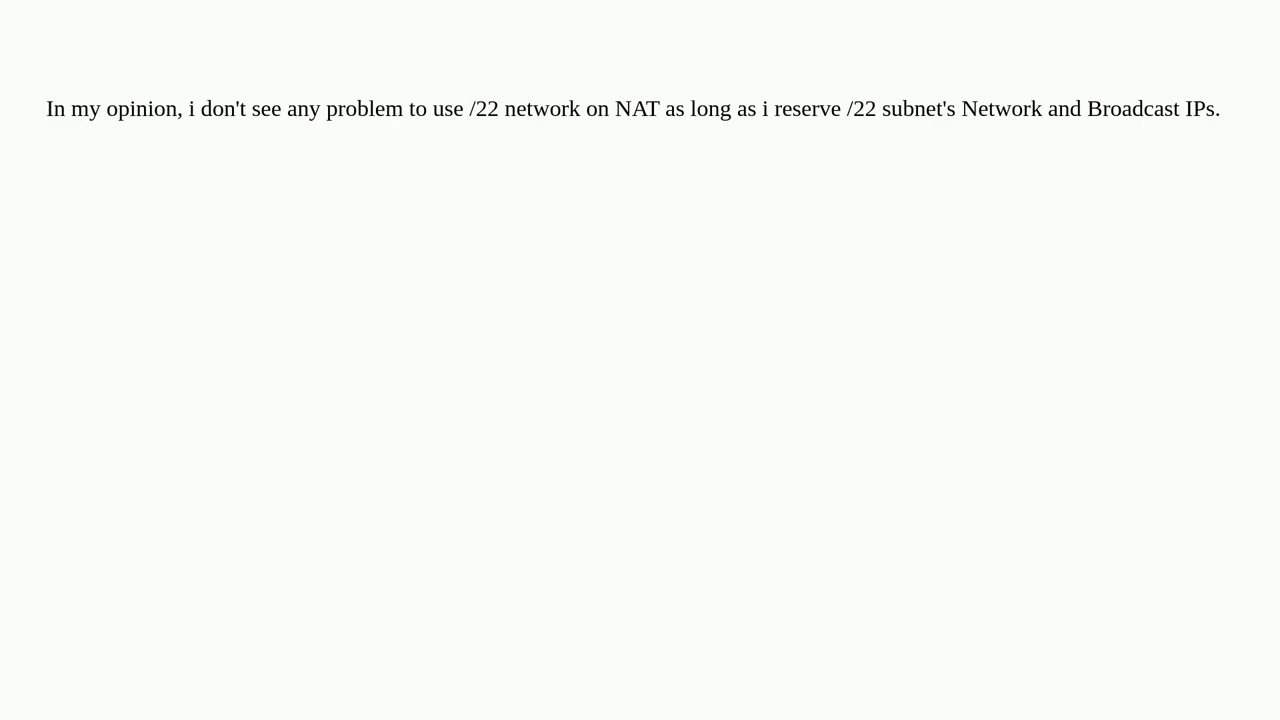 In my opinion, i don't see any problem to use /22 network on NAT as long as i reserve /22 subnet's Network and Broadcast IPs.